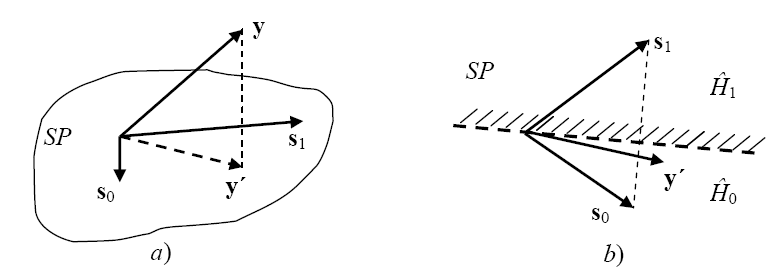 y
SP
s₁
s₀
y´
a)
s₁
SP
Ĥ₁
y´
Ĥ₀
s₀
b)